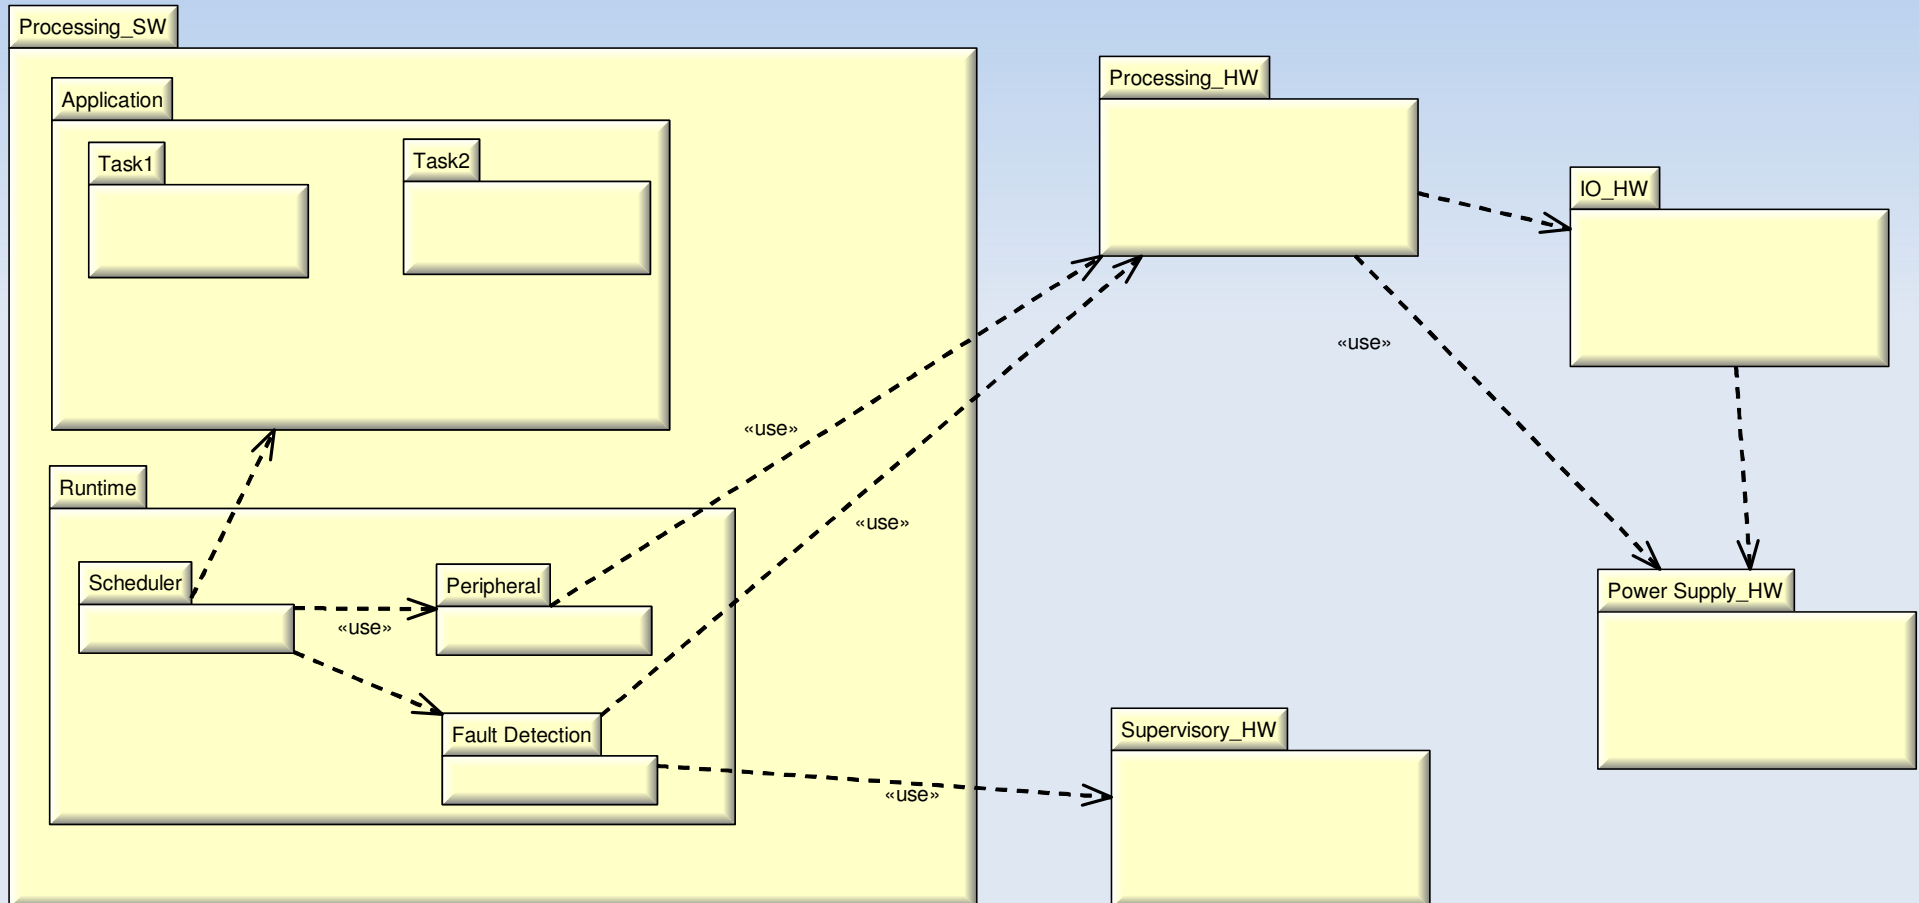 Processing_SW
Application
Task1
Task2
Runtime
Scheduler
Peripheral
«use»
Fault Detection
«use»
«use»
«use»
Processing_HW
IO_HW
«use»
Power Supply_HW
Supervisory_HW